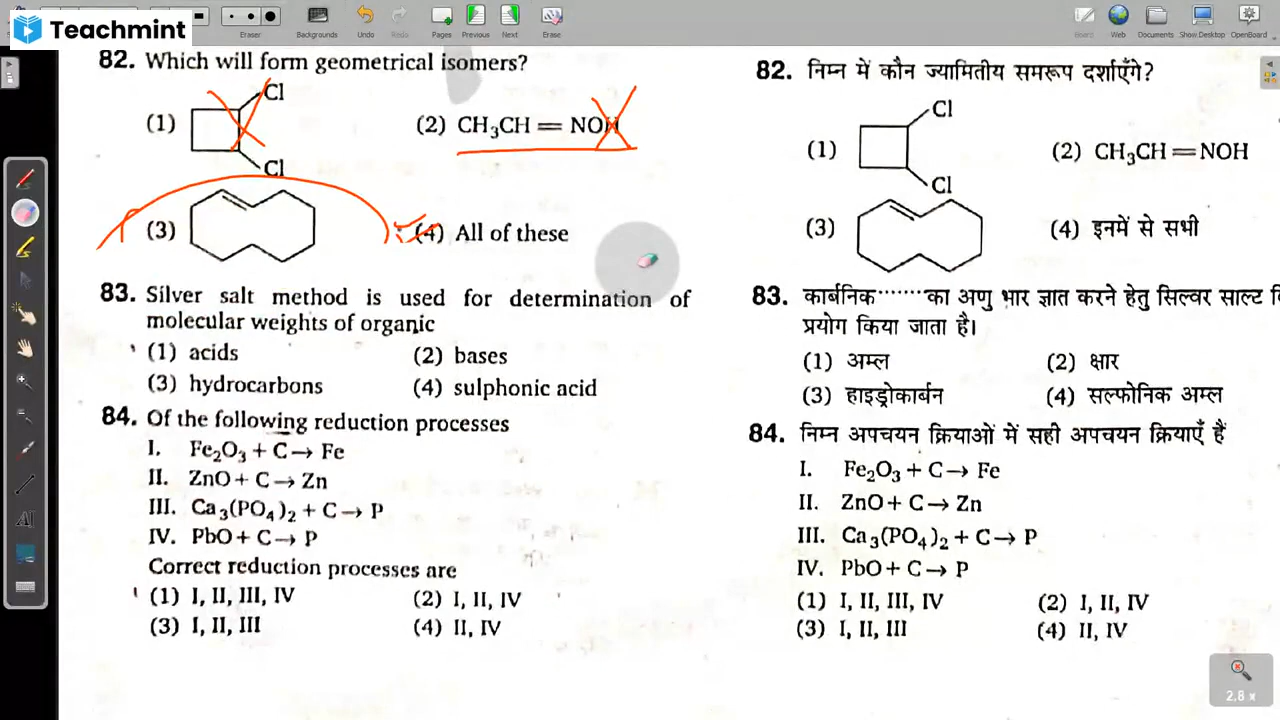 Teachmint
Eraser
Backgrounds
Undo
Redo
Pages
Previous
Next
Erase
Board
Web
Documents
Show Desktop
OpenBoard
82. Which will form geometrical isomers?
(1)
Cl
Cl
(2) CH₃CH = NOH
(3)
(4) All of these
83. Silver salt method is used for determination of
molecular weights of organic
(1) acids
(2) bases
(3) hydrocarbons
(4) sulphonic acid
84. Of the following reduction processes
I. Fe₂O₃ + C → Fe
II. ZnO + C → Zn
III. Ca₃(PO₄)₂ + C → P
IV. PbO + C → P
Correct reduction processes are
(1) I, II, III, IV
(2) I, II, IV
(3) I, II, III
(4) II, IV
82. निम्न में कौन ज्यामितीय समरूप दर्शाएँगे?
(1)
Cl
Cl
(2) CH₃CH = NOH
(3)
(4) इनमें से सभी
83. कार्बनिक.......का अणु भार ज्ञात करने हेतु सिल्वर साल्ट
प्रयोग किया जाता है।
(1) अम्ल
(2) क्षार
(3) हाइड्रोकार्बन
(4) सल्फोनिक अम्ल
84. निम्न अपचयन क्रियाओं में सही अपचयन क्रियाएँ हैं
I. Fe₂O₃ + C → Fe
II. ZnO + C → Zn
III. Ca₃(PO₄)₂ + C → P
IV. PbO + C → P
(1) I, II, III, IV
(2) I, II, IV
(3) I, II, III
(4) II, IV
2.8 x